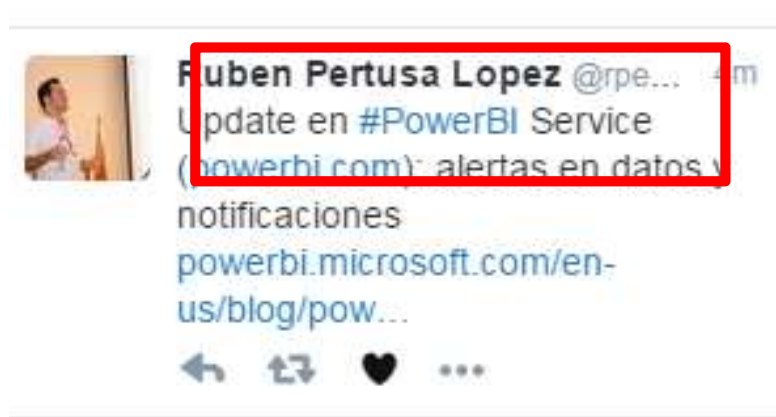 Ruben Pertusa Lopez @rpe... 4m
Update en #PowerBI Service
(powerbi.com): alertas en datos y
notificaciones
powerbi.microsoft.com/en-
us/blog/pow...